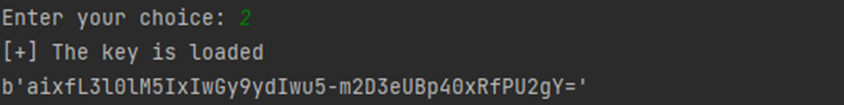 Enter your choice: 2
[+] The key is loaded
b'aixfL3l0lM5IxIwGy9ydIwu5-m2D3eUBp40xRfPU2gY='